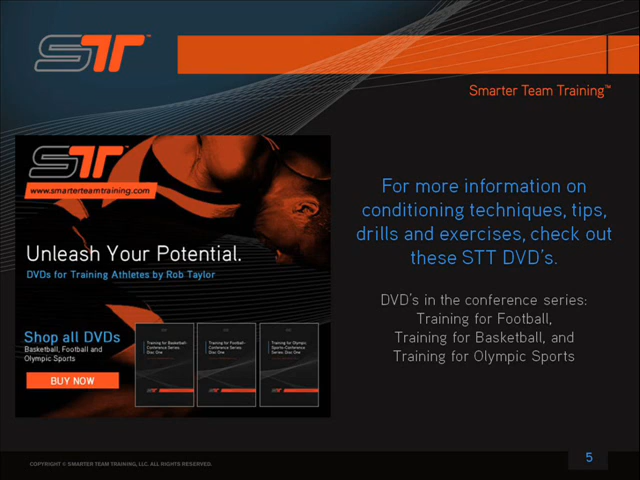 STT™
Smarter Team Training™
STT
www.smarterteamtraining.com
Unleash Your Potential.
DVDs for Training Athletes by Rob Taylor
Shop all DVDs
Basketball, Football and
Olympic Sports
BUY NOW
Training for Basketball-
Conference Series:
Disc One
Training for Football-
Conference Series:
Disc One
Training for Olympic
Sports-Conference
Series: Disc One
For more information on
conditioning techniques, tips,
drills and exercises, check out
these STT DVD's.
DVD's in the conference series:
Training for Football,
Training for Basketball, and
Training for Olympic Sports
COPYRIGHT © SMARTER TEAM TRAINING, LLC. ALL RIGHTS RESERVED.
5